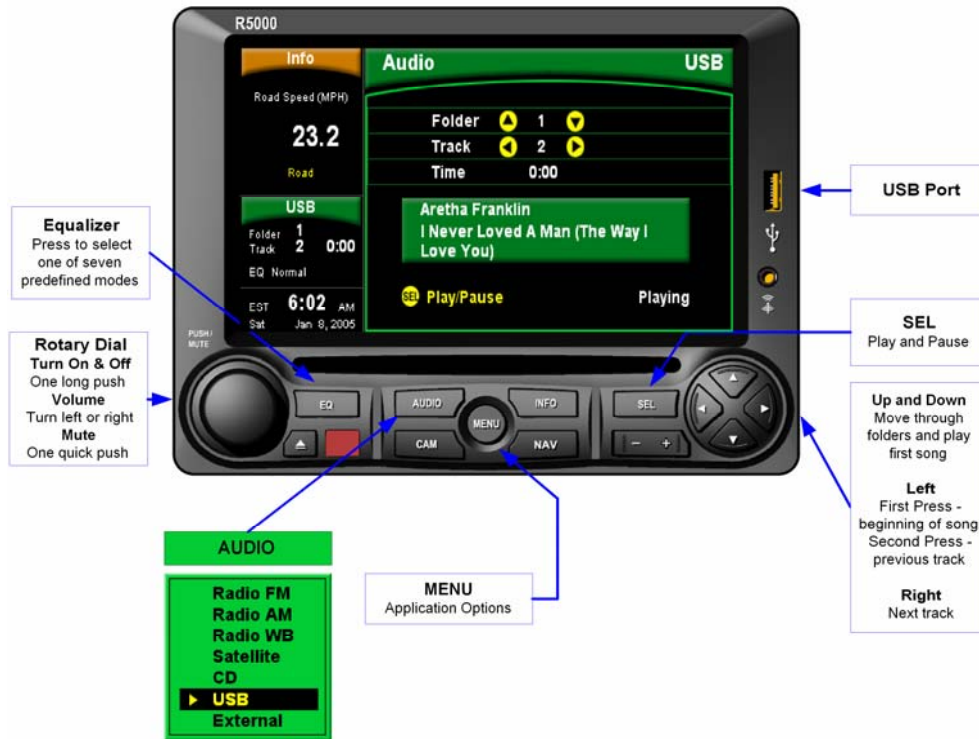 R5000
Info
Road Speed (MPH)
23.2
Road
USB
Folder 1
Track 2 0:00
EQ Normal
EST 6:02 AM
Sat Jan 8, 2005
Audio USB
Folder 1
Track 2
Time 0:00
Aretha Franklin
I Never Loved A Man (The Way I
Love You)
SEL Play/Pause Playing
PUSH/
MUTE
EQ
AUDIO
INFO
SEL
MENU
CAM
NAV
- +
USB Port
Equalizer
Press to select
one of seven
predefined modes
Rotary Dial
Turn On & Off
One long push
Volume
Turn left or right
Mute
One quick push
SEL
Play and Pause
Up and Down
Move through
folders and play
first song
Left
First Press -
beginning of song
Second Press -
previous track
Right
Next track
MENU
Application Options
AUDIO
Radio FM
Radio AM
Radio WB
Satellite
CD
USB
External